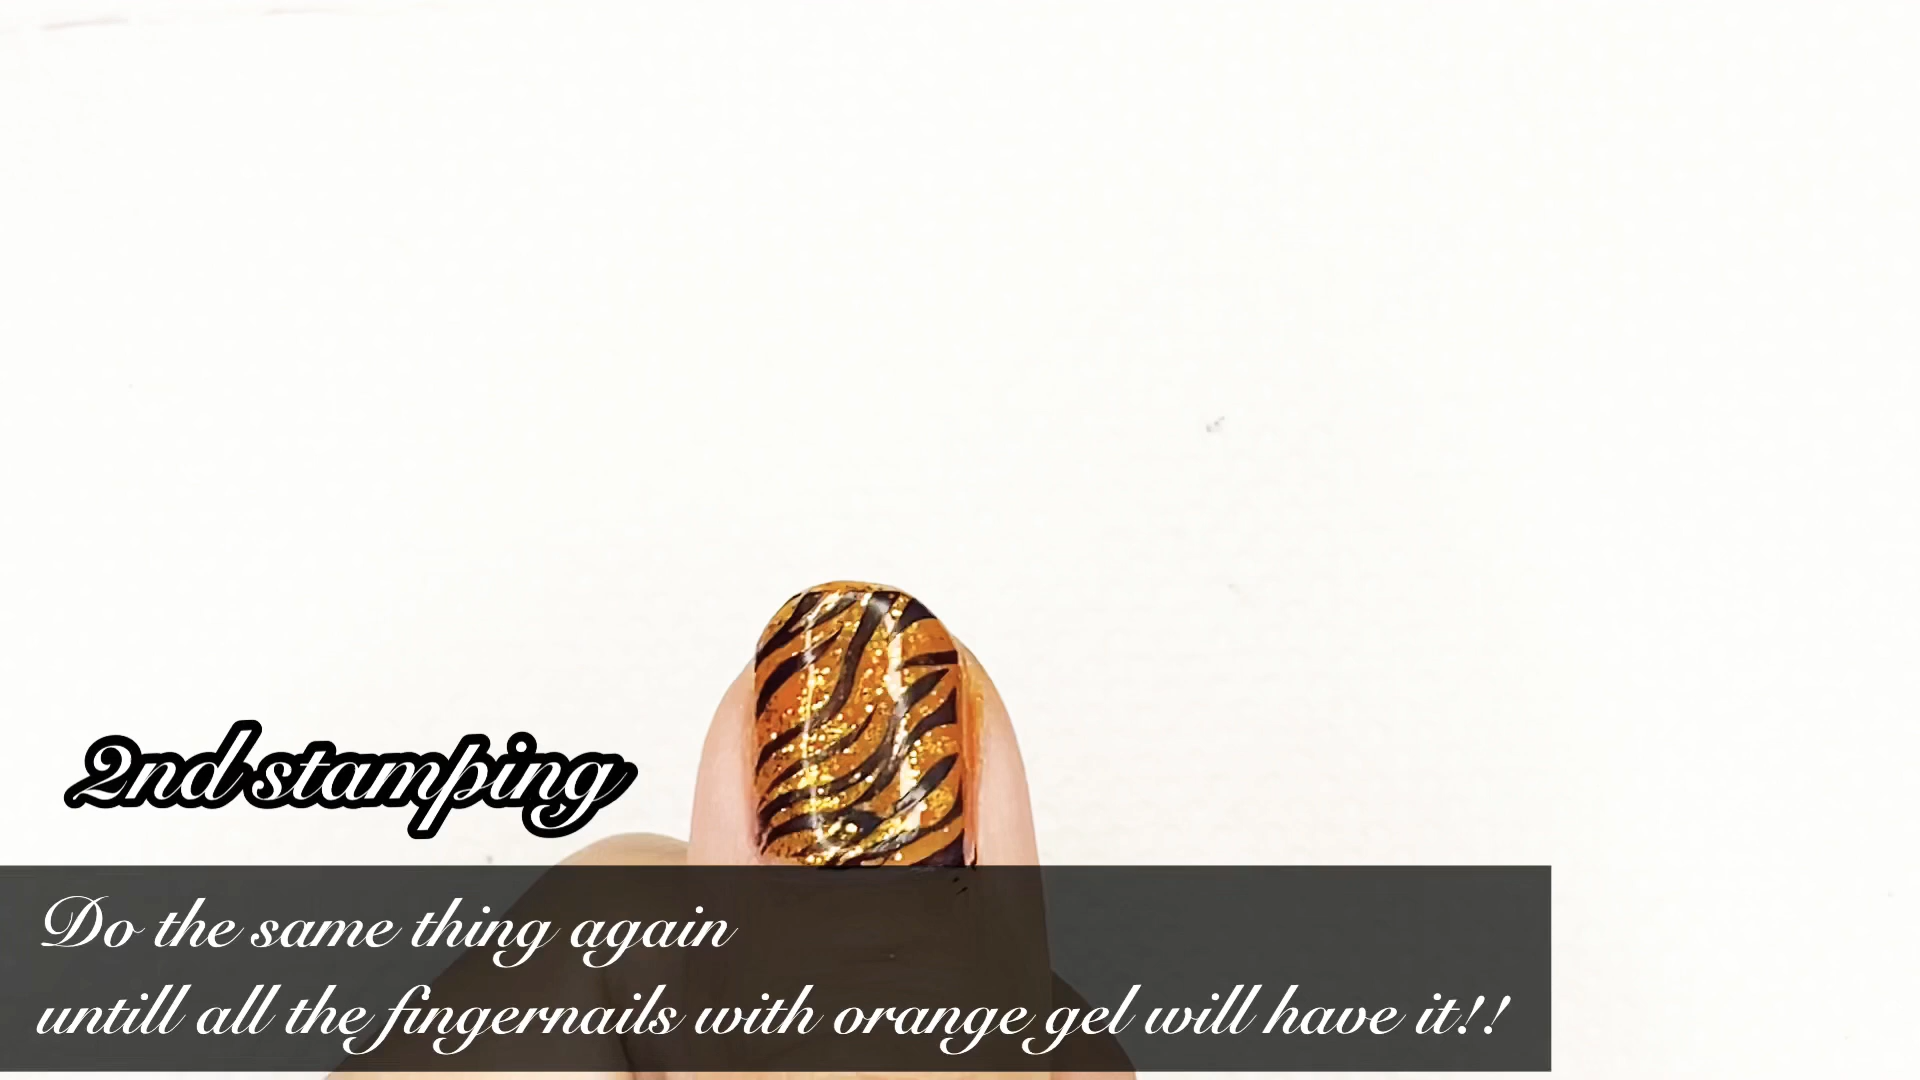 2nd stamping
Do the same thing again
untill all the fingernails with orange gel will have it!!